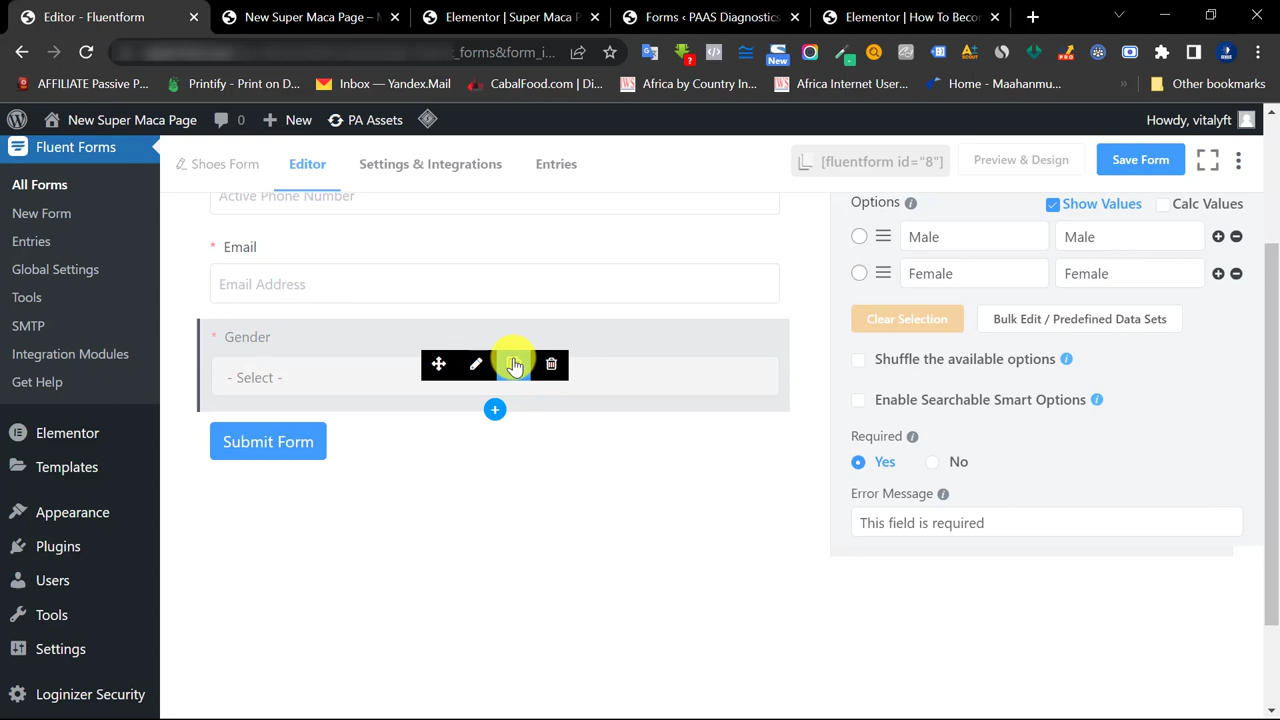 Editor - Fluentform
New Super Maca Page – N
Elementor | Super Maca P
Forms ‹ PAAS Diagnostics
Elementor | How To Becor
_forms&form_i...
New
?
PRO
AFFILIATE Passive P...
Printify - Print on D...
Inbox — Yandex.Mail
CabalFood.com | Di...
Africa by Country In...
Africa Internet User...
Home - Maahanmu...
»
Other bookmarks
New Super Maca Page
0
New
PA Assets
Howdy, vitalyft
Fluent Forms
Shoes Form
Editor
Settings & Integrations
Entries
[fluentform id="8"]
Preview & Design
Save Form
All Forms
New Form
Entries
Global Settings
Tools
SMTP
Integration Modules
Get Help
Elementor
Templates
Appearance
Plugins
Users
Tools
Settings
Loginizer Security
Active Phone Number
* Email
Email Address
* Gender
- Select -
Submit Form
Options
Show Values
Calc Values
Male
Male
Female
Female
Clear Selection
Bulk Edit / Predefined Data Sets
Shuffle the available options
Enable Searchable Smart Options
Required
Yes
No
Error Message
This field is required